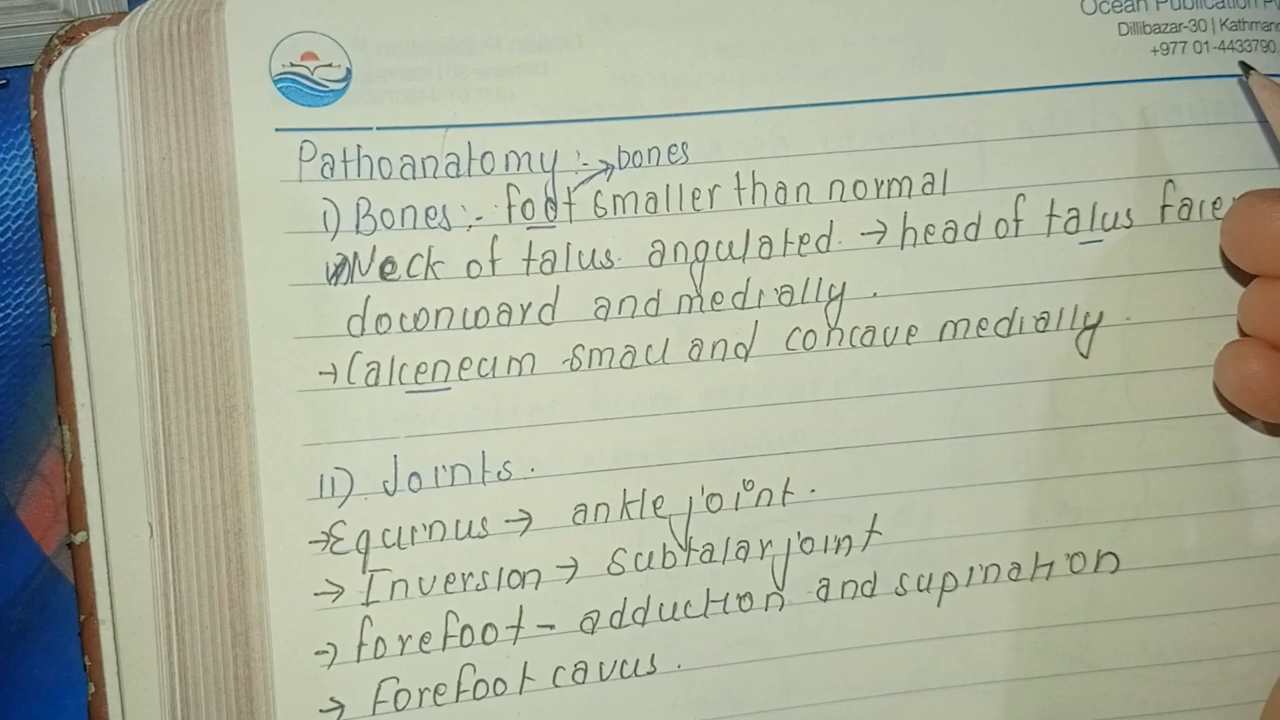 Ocean Publication
Dillibazar-30 | Kathman
+977 01-4433790
Pathoanatomy :- → bones
i) Bones :- foot smaller than normal
Neck of talus angulated. → head of talus face
downward and medially.
→ Calceneum small and concave medially.
II). Joints.
→ Equinus → ankle joint.
→ Inversion → subtalar joint
→ forefoot - adduction and supination
→ Forefoot cavus.